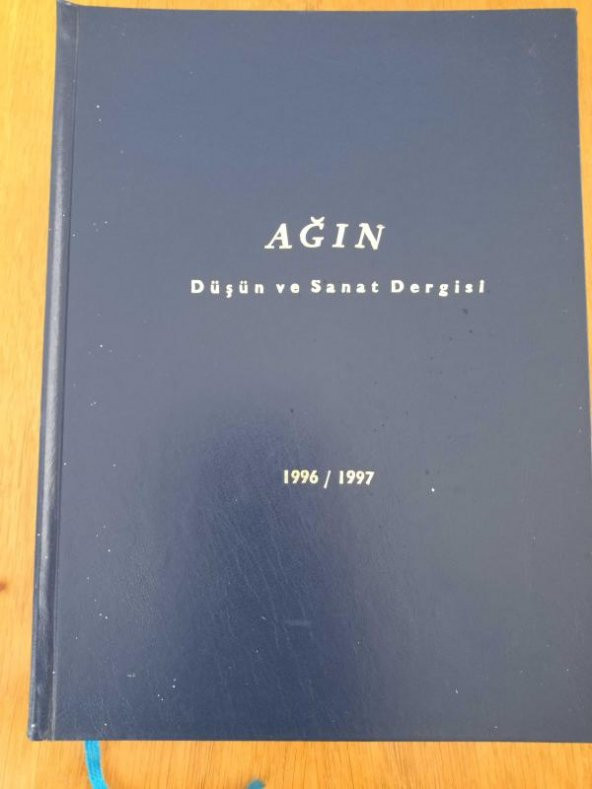 AĞIN
Düşün ve Sanat Dergisi
1996 / 1997